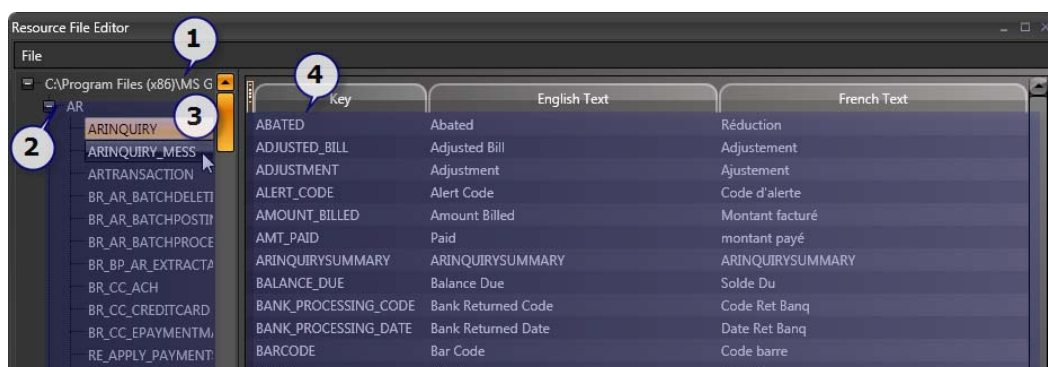 Resource File Editor
1
File
C:\Program Files (x86)\MS G
4
AR
3
Key English Text French Text
2
ARINQUIRY
ARINQUIRY_MESS
ARTRANSACTION
BR_AR_BATCHDELETI
BR_AR_BATCHPOSTIN
BR_AR_BATCHPROCE
BR_BP_AR_EXTRACTA
BR_CC_ACH
BR_CC_CREDITCARD
BR_CC_EPAYMENTMA
RE_APPLY_PAYMENT
ABATED Abated Réduction
ADJUSTED_BILL Adjusted Bill Adjustement
ADJUSTMENT Adjustment Ajustement
ALERT_CODE Alert Code Code d'alerte
AMOUNT_BILLED Amount Billed Montant facturé
AMT_PAID Paid montant payé
ARINQUIRYSUMMARY ARINQUIRYSUMMARY ARINQUIRYSUMMARY
BALANCE_DUE Balance Due Solde Du
BANK_PROCESSING_CODE Bank Returned Code Code Ret Banq
BANK_PROCESSING_DATE Bank Returned Date Date Ret Banq
BARCODE Bar Code Code barre